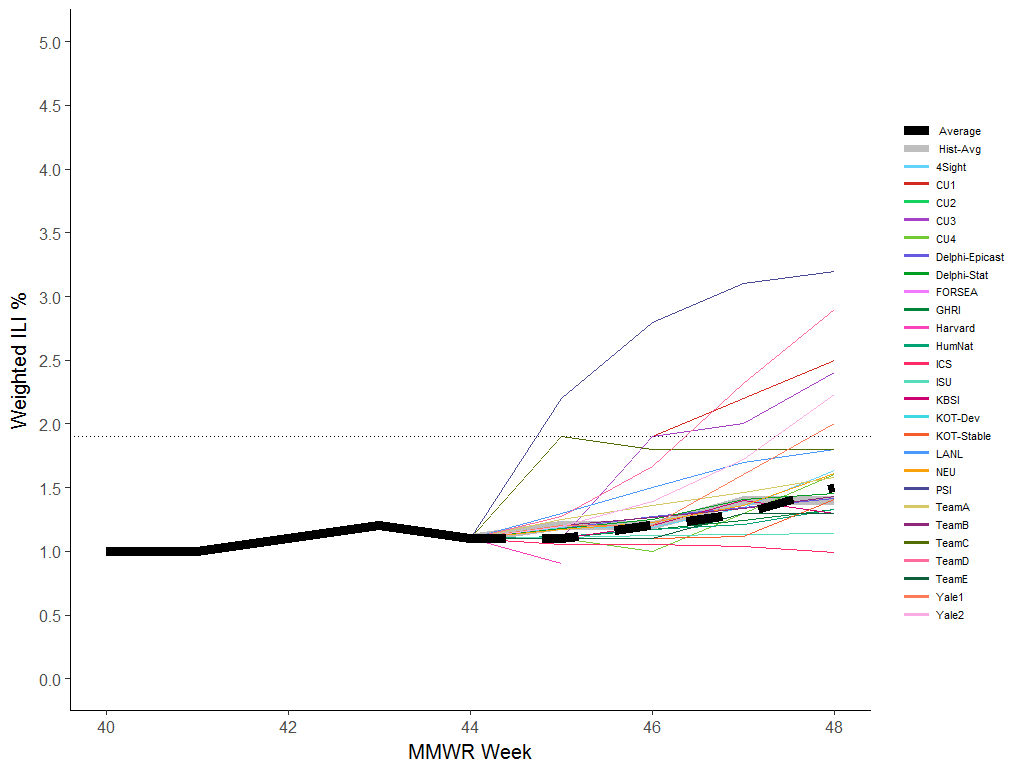 5.0
4.5
4.0
3.5
3.0
2.5
2.0
1.5
1.0
0.5
0.0
Weighted ILI %
40
42
44
46
48
MMWR Week
Average
Hist-Avg
4Sight
CU1
CU2
CU3
CU4
Delphi-Epicast
Delphi-Stat
FORSEA
GHRI
Harvard
HumNat
ICS
ISU
KBSI
KOT-Dev
KOT-Stable
LANL
NEU
PSI
TeamA
TeamB
TeamC
TeamD
TeamE
Yale1
Yale2